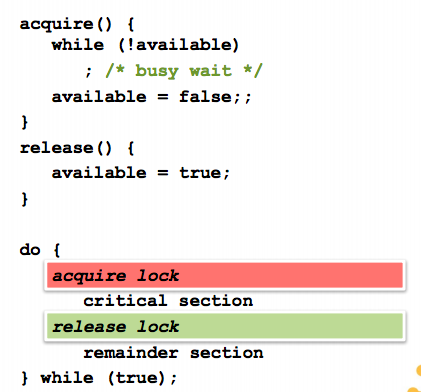 acquire() {
while (!available)
; /* busy wait */
available = false;;
}
release() {
available = true;
}
do {
acquire lock
critical section
release lock
remainder section
} while (true);